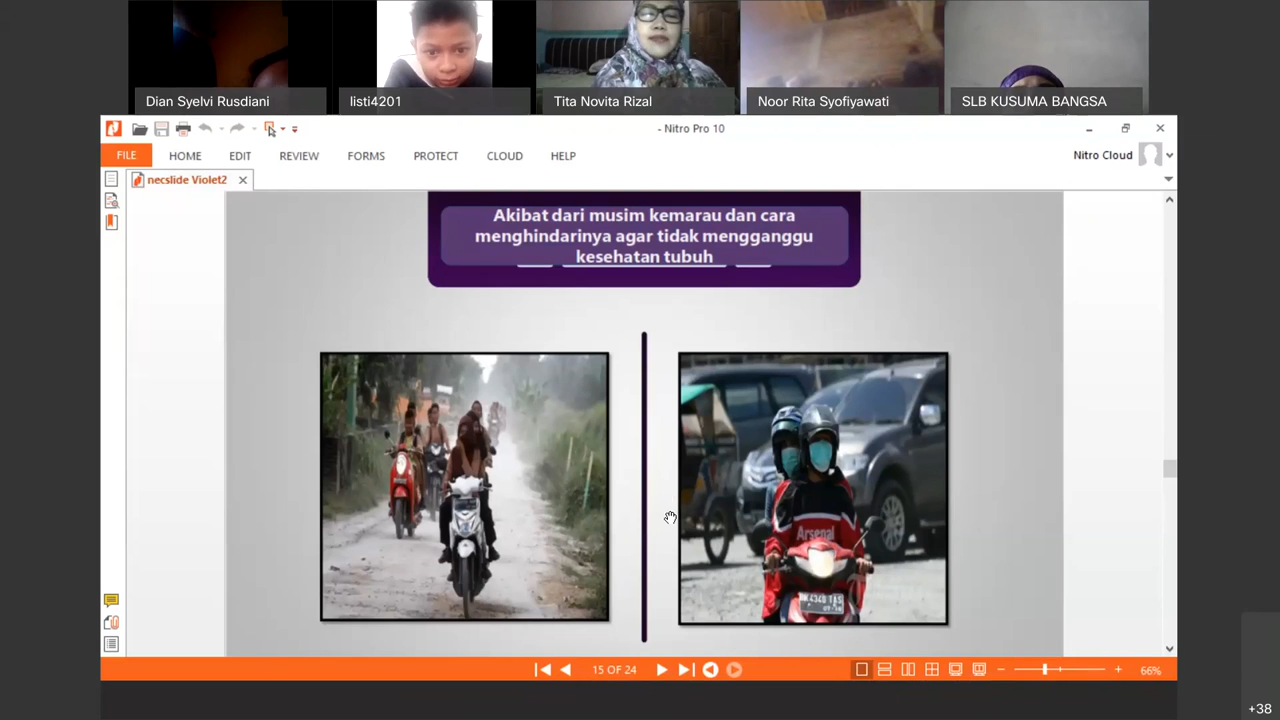 Dian Syelvi Rusdiani
listi4201
Tita Novita Rizal
Noor Rita Syofiyawati
SLB KUSUMA BANGSA
- Nitro Pro 10
FILE
HOME
EDIT
REVIEW
FORMS
PROTECT
CLOUD
HELP
Nitro Cloud
necslide Violet2
Akibat dari musim kemarau dan cara
menghindarinya agar tidak mengganggu
kesehatan tubuh
Arsenal
15 OF 24
66%
+38